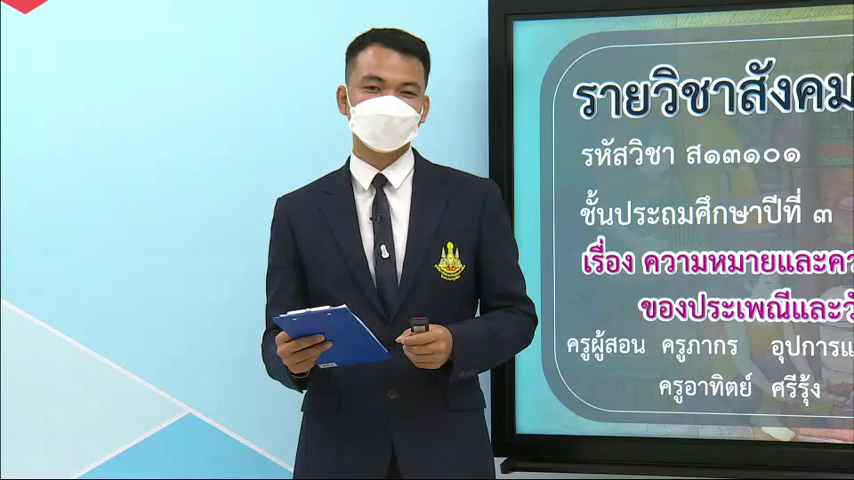 รายวิชาสังคม
รหัสวิชา ส๑๓๑๐๑
ชั้นประถมศึกษาปีที่ ๓
เรื่อง ความหมายและคว
ของประเพณีและวั
ครูผู้สอน ครูภากร อุปการแ
ครูอาทิตย์ ศรีรุ้ง